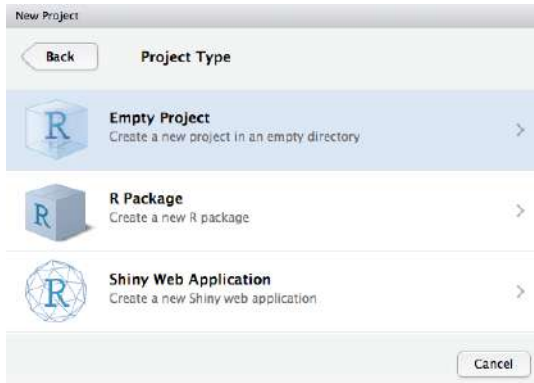 New Project
Back
Project Type
R
Empty Project
Create a new project in an empty directory
R
R Package
Create a new R package
R
Shiny Web Application
Create a new Shiny web application
Cancel